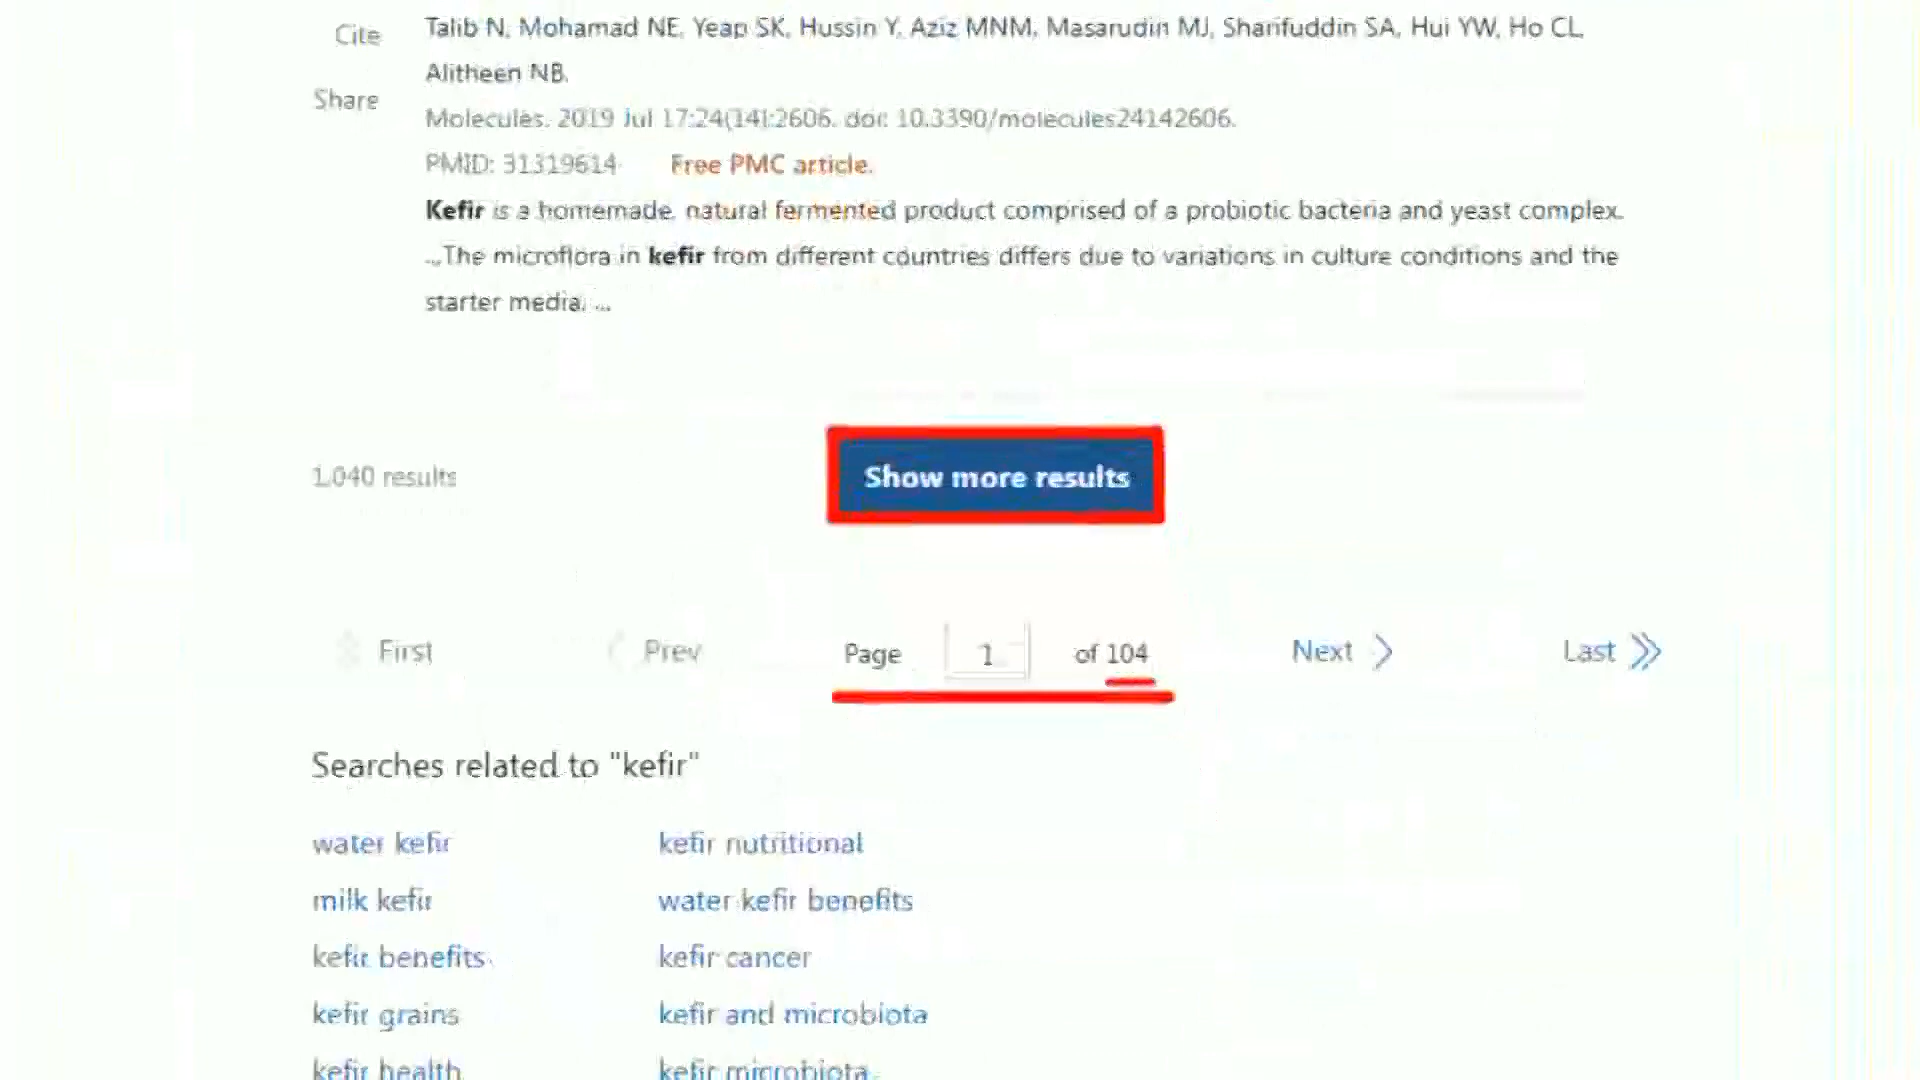 Cite
Share
Talib N, Mohamad NE, Yeap SK, Hussin Y, Aziz MNM, Masarudin MJ, Sharifuddin SA, Hui YW, Ho CL,
Alitheen NB.
Molecules. 2019 Jul 17;24(14):2606. doi: 10.3390/molecules24142606.
PMID: 31319614 Free PMC article.
Kefir is a homemade, natural fermented product comprised of a probiotic bacteria and yeast complex.
...The microflora in kefir from different countries differs due to variations in culture conditions and the
starter media. ...
1,040 results
Show more results
First Prev Page 1 of 104 Next Last
Searches related to "kefir"
water kefir
milk kefir
kefir benefits
kefir grains
kefir health
kefir nutritional
water kefir benefits
kefir cancer
kefir and microbiota
kefir microbiota